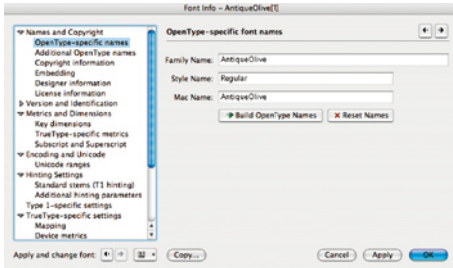 Font Info – AntiqueOlive[1]
Names and Copyright
OpenType-specific names
Additional OpenType names
Copyright information
Embedding
Designer information
License information
Version and Identification
Metrics and Dimensions
Key dimensions
TrueType-specific metrics
Subscript and Superscript
Encoding and Unicode
Unicode ranges
Hinting Settings
Standard stems (T1 hinting)
Additional hinting parameters
Type 1-specific settings
TrueType-specific settings
Mapping
Device metrics
OpenType-specific font names
Family Name: AntiqueOlive
Style Name: Regular
Mac Name: AntiqueOlive
Build OpenType Names Reset Names
Apply and change font: Copy... Cancel Apply OK